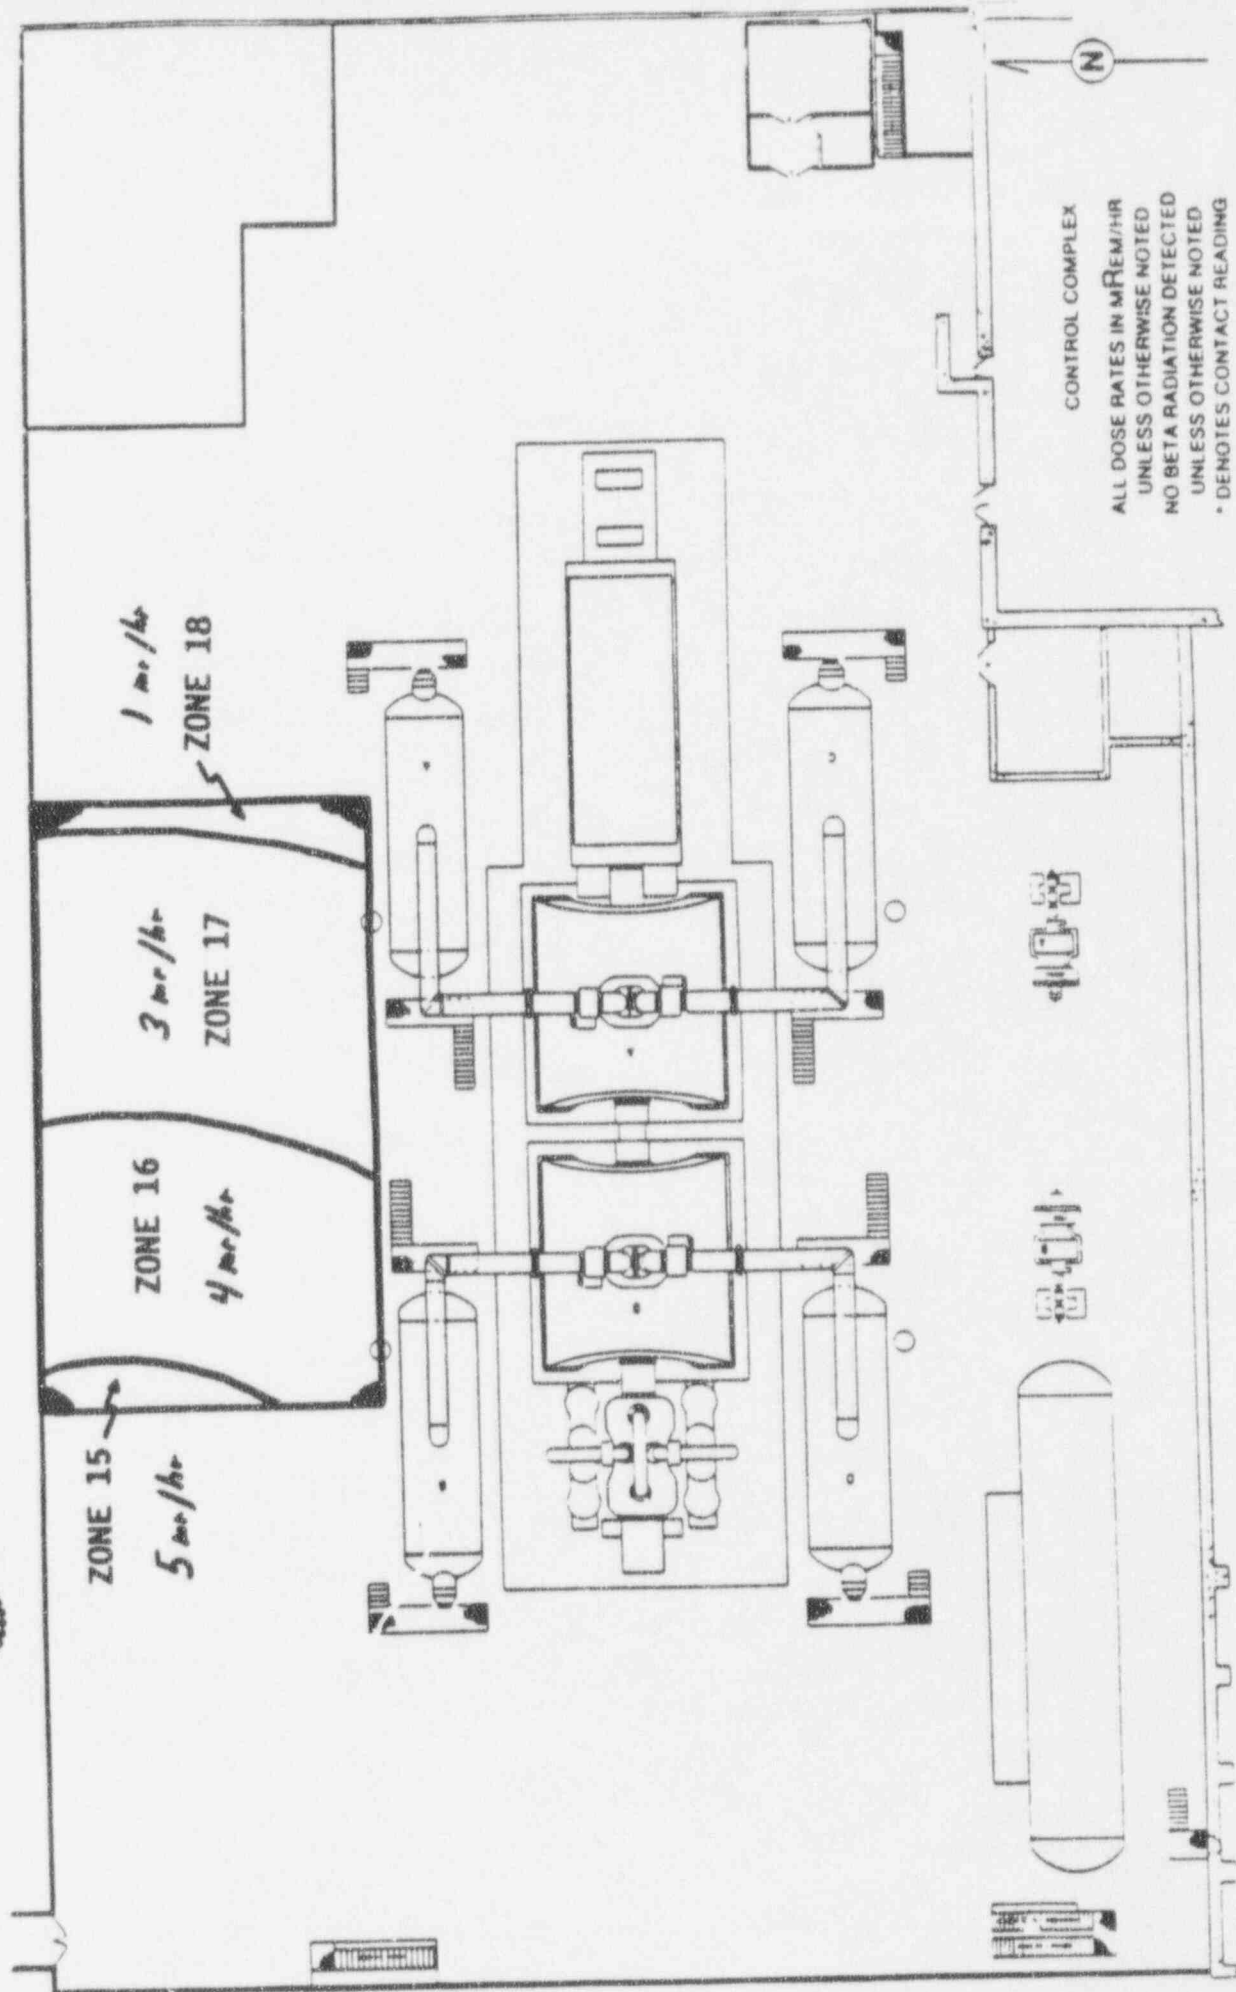 ZONE 15
5 mr/hr
ZONE 16
4 mr/hr
3 mr/hr
ZONE 17
1 mr/hr
ZONE 18
N
CONTROL COMPLEX
ALL DOSE RATES IN MREM/HR
UNLESS OTHERWISE NOTED
NO BETA RADIATION DETECTED
UNLESS OTHERWISE NOTED
* DENOTES CONTACT READING